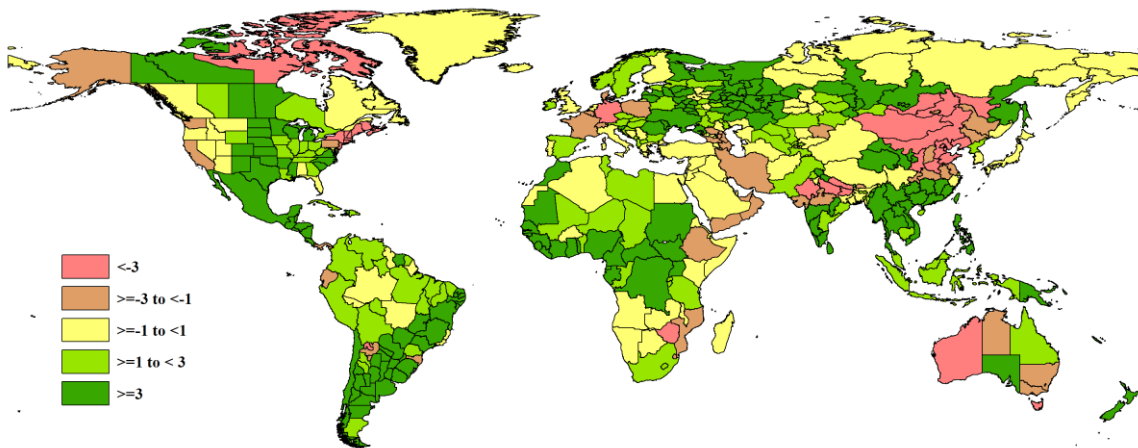 <-3
>=-3 to <-1
>=-1 to <1
>=1 to < 3
>=3